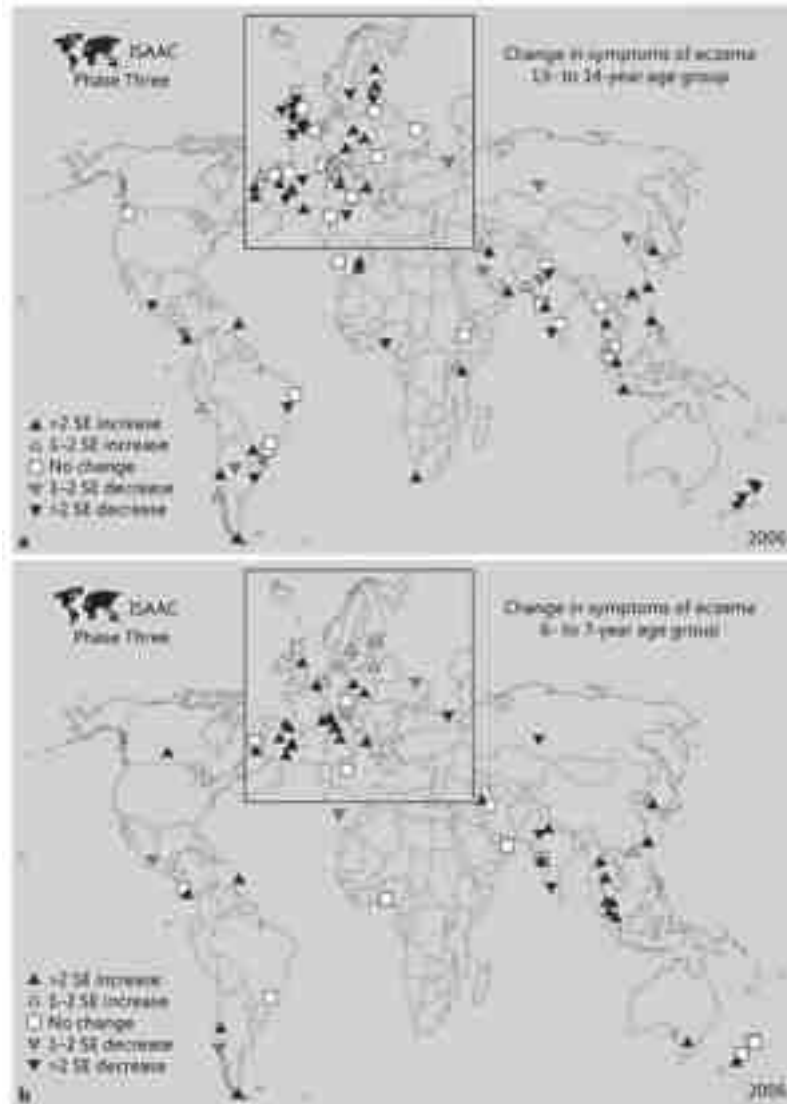 ISAAC
Phase Three
Change in symptoms of eczema
13- to 14-year age group
>2 SE increase
1–2 SE increase
No change
1–2 SE decrease
>2 SE decrease
a
2006
ISAAC
Phase Three
Change in symptoms of eczema
6- to 7-year age group
>2 SE increase
1–2 SE increase
No change
1–2 SE decrease
>2 SE decrease
b
2006